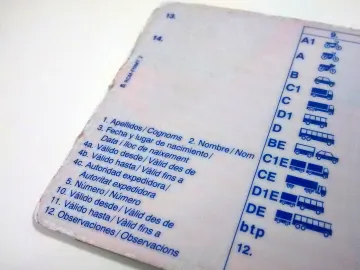 13.
14.
1. Apellidos / Cognoms 2. Nombre / Nom
3. Fecha y lugar de nacimiento /
Data i lloc de naixement
4a. Válido desde / Vàlid des de
4b. Válido hasta / Vàlid fins a
4c. Autoridad expedidora /
Autoritat expedidora
5. Número / Número
10. Válido desde / Vàlid des de
11. Válido hasta / Vàlid fins a
12. Observaciones / Observacions
9.
A1
A
B
C1
C
D1
D
BE
C1E
CE
D1E
DE
btp
12.